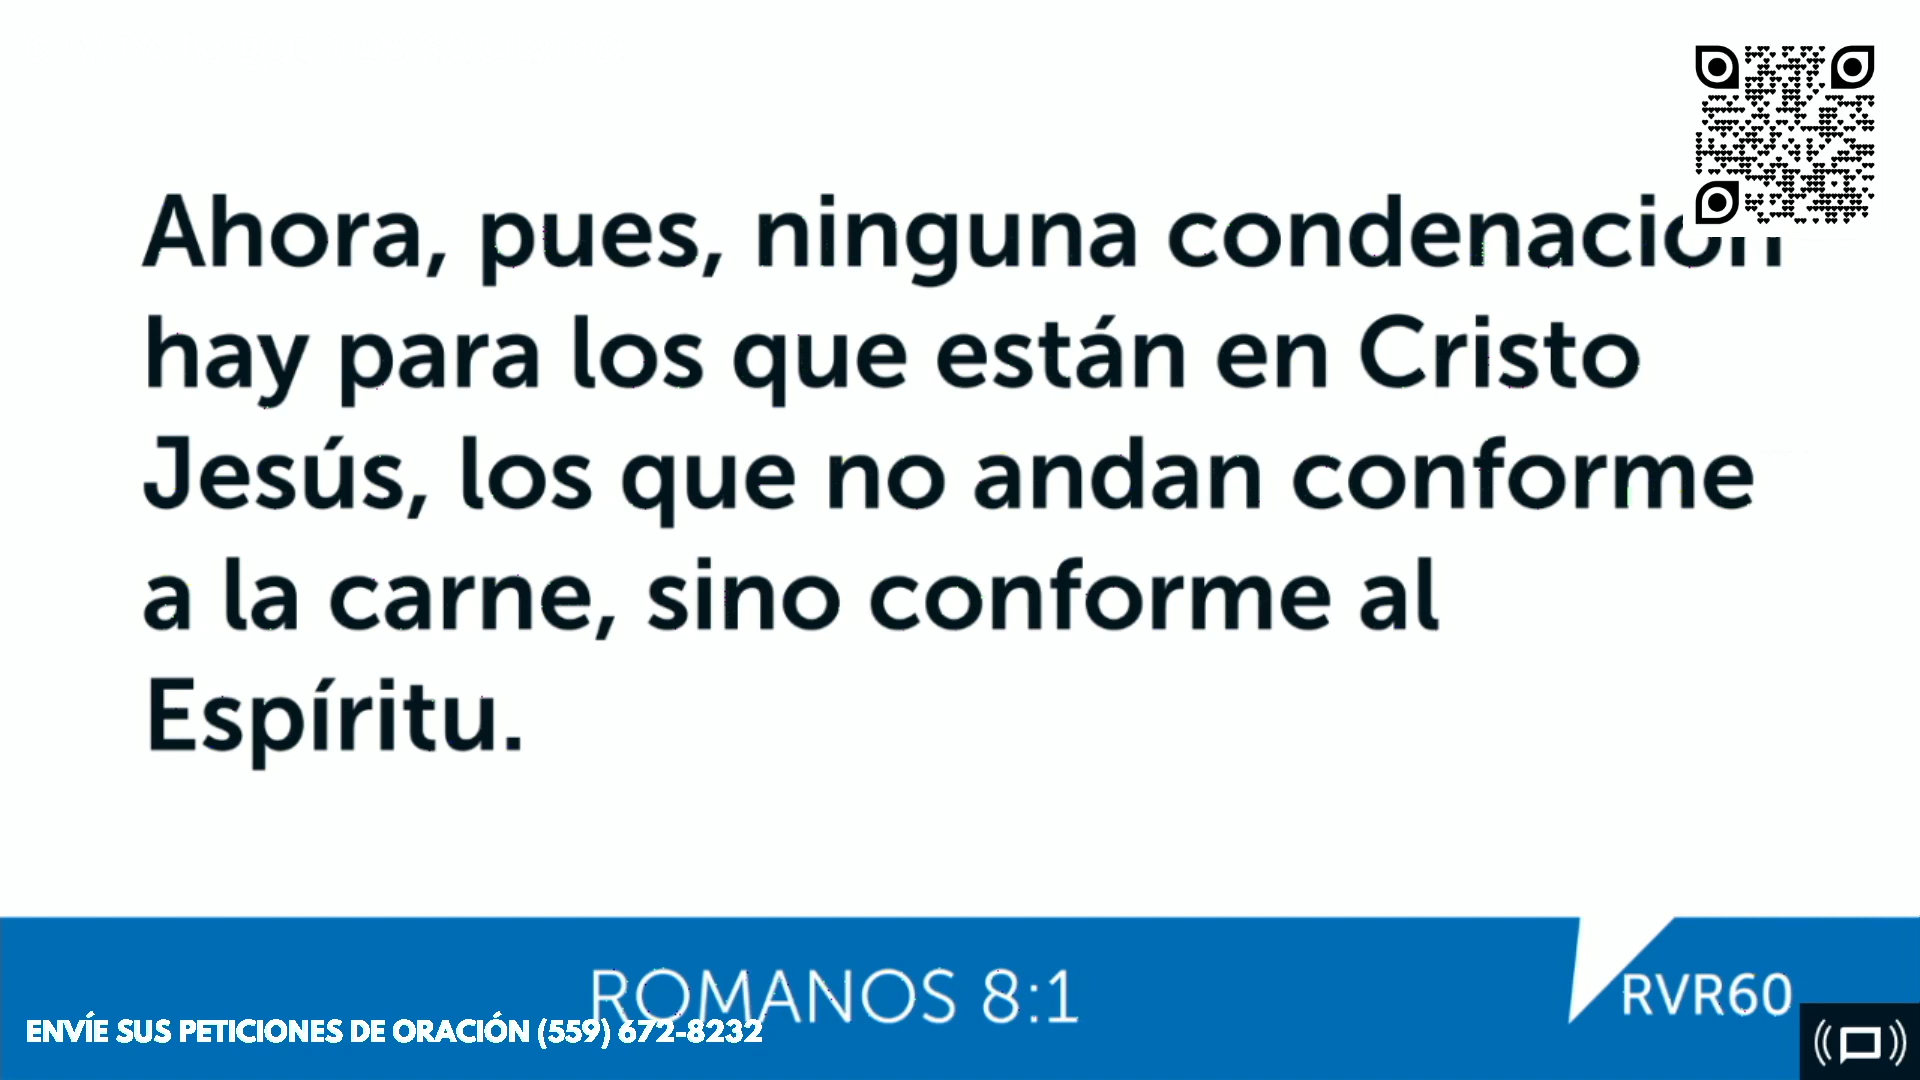 Ahora, pues, ninguna condenación
hay para los que están en Cristo
Jesús, los que no andan conforme
a la carne, sino conforme al
Espíritu.
ROMANOS 8:1
RVR60
ENVÍE SUS PETICIONES DE ORACIÓN (559) 672-8232